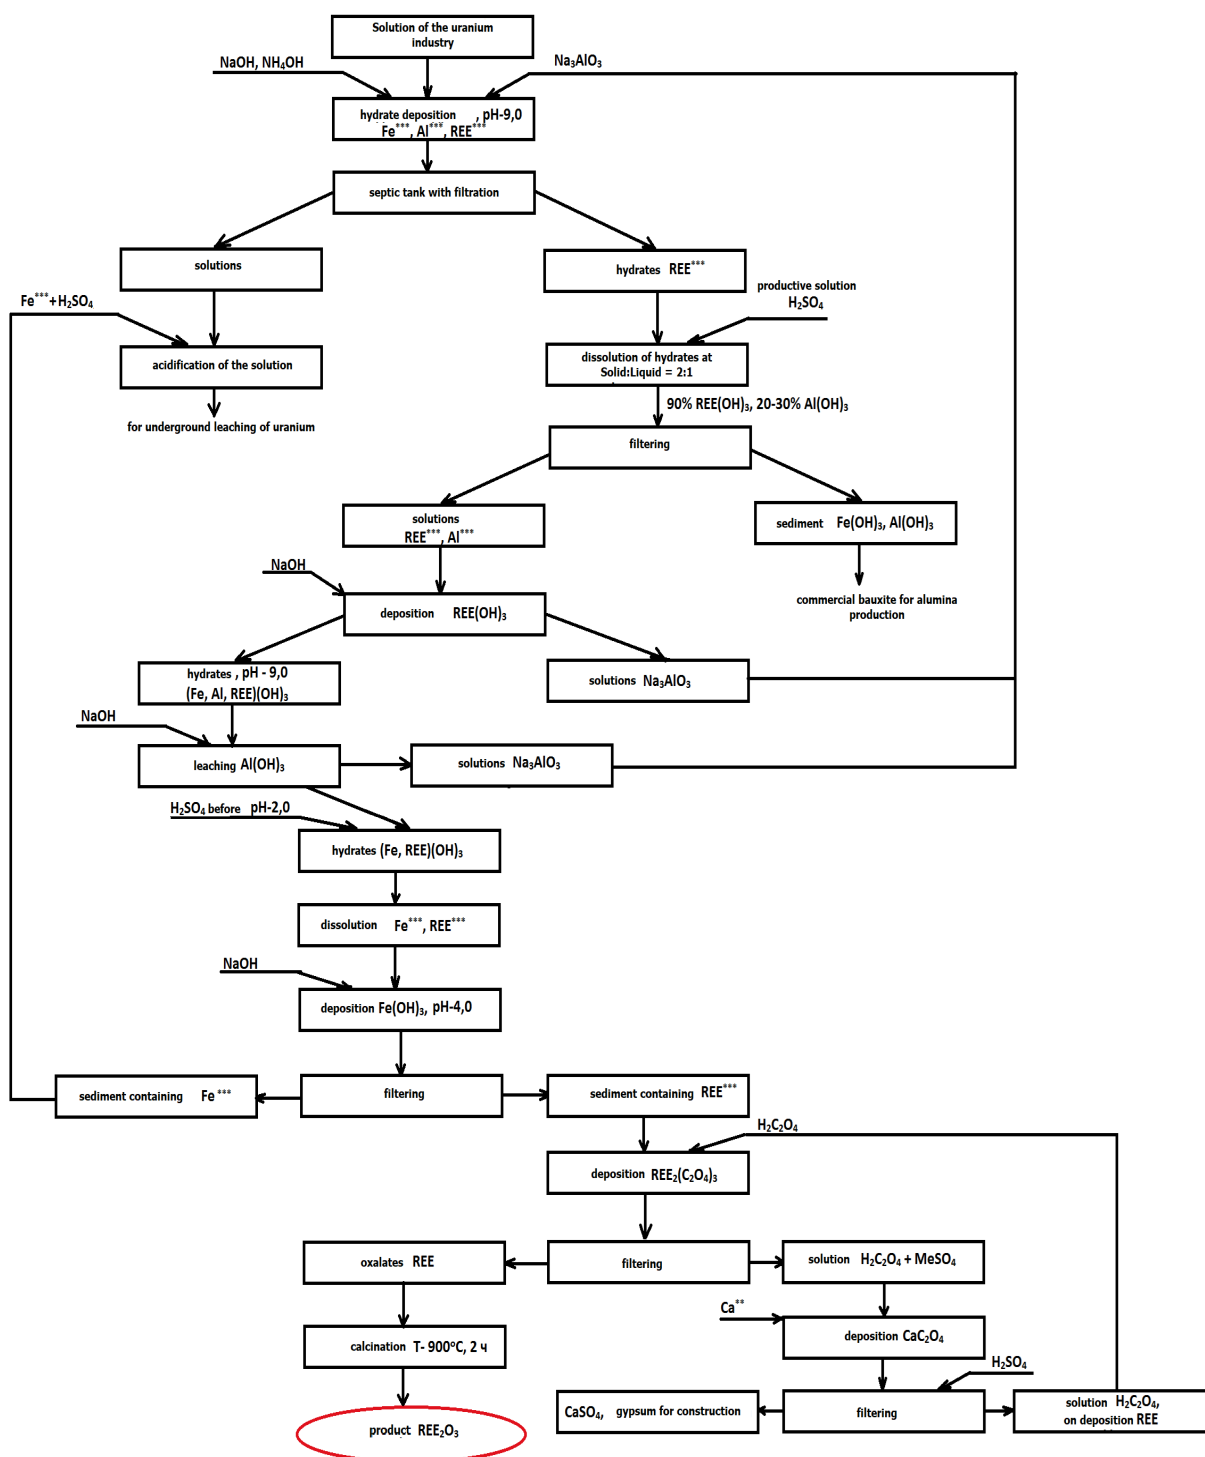 Solution of the uranium
industry
NaOH, NH₄OH
Na₃AlO₃
hydrate deposition , pH-9,0
Fe***, Al***, REE***
septic tank with filtration
solutions
hydrates REE***
productive solution
H₂SO₄
Fe***+H₂SO₄
acidification of the solution
dissolution of hydrates at
Solid:Liquid = 2:1
for underground leaching of uranium
90% REE(OH)₃, 20-30% Al(OH)₃
filtering
solutions
REE***, Al***
sediment Fe(OH)₃, Al(OH)₃
NaOH
commercial bauxite for alumina
production
deposition REE(OH)₃
hydrates , pH - 9,0
(Fe, Al, REE)(OH)₃
solutions Na₃AlO₃
NaOH
leaching Al(OH)₃
solutions Na₃AlO₃
H₂SO₄ before pH-2,0
hydrates (Fe, REE)(OH)₃
dissolution Fe***, REE***
NaOH
deposition Fe(OH)₃, pH-4,0
sediment containing Fe***
filtering
sediment containing REE***
H₂C₂O₄
deposition REE₂(C₂O₄)₃
oxalates REE
filtering
solution H₂C₂O₄ + MeSO₄
Ca**
calcination T- 900°C, 2 ч
deposition CaC₂O₄
H₂SO₄
product REE₂O₃
CaSO₄, gypsum for construction
filtering
solution H₂C₂O₄,
on deposition REE